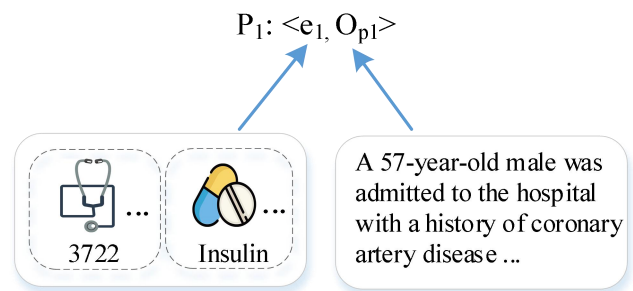 P1: <e1, Op1>
... ...
3722 Insulin
A 57-year-old male was
admitted to the hospital
with a history of coronary
artery disease ...